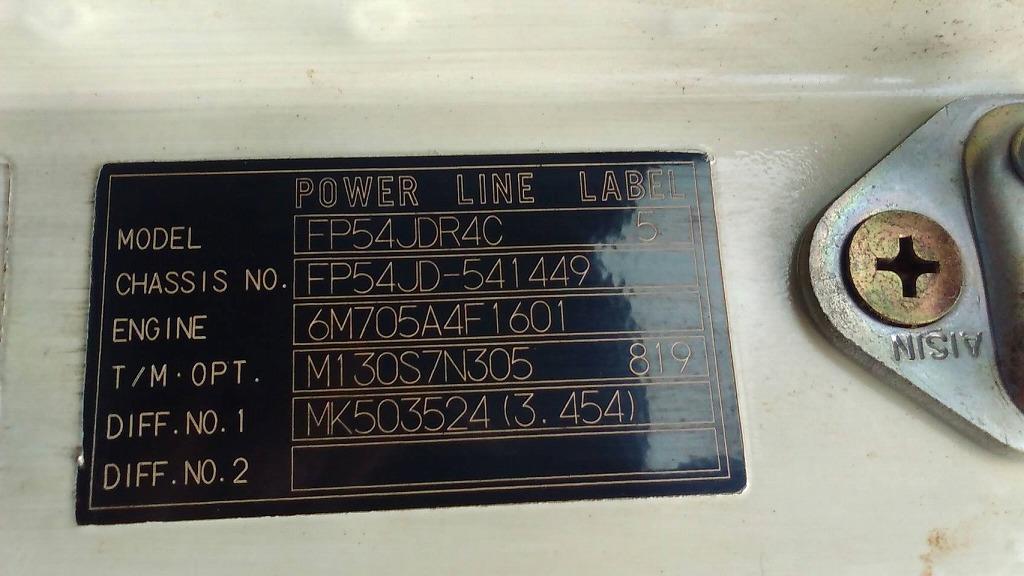 POWER LINE LABEL
MODEL FP54JDR4C 5
CHASSIS NO. FP54JD-541449
ENGINE 6M705A4F1601
T/M·OPT. M130S7N305 819
DIFF.NO.1 MK503524(3.454)
DIFF.NO.2
AISIN